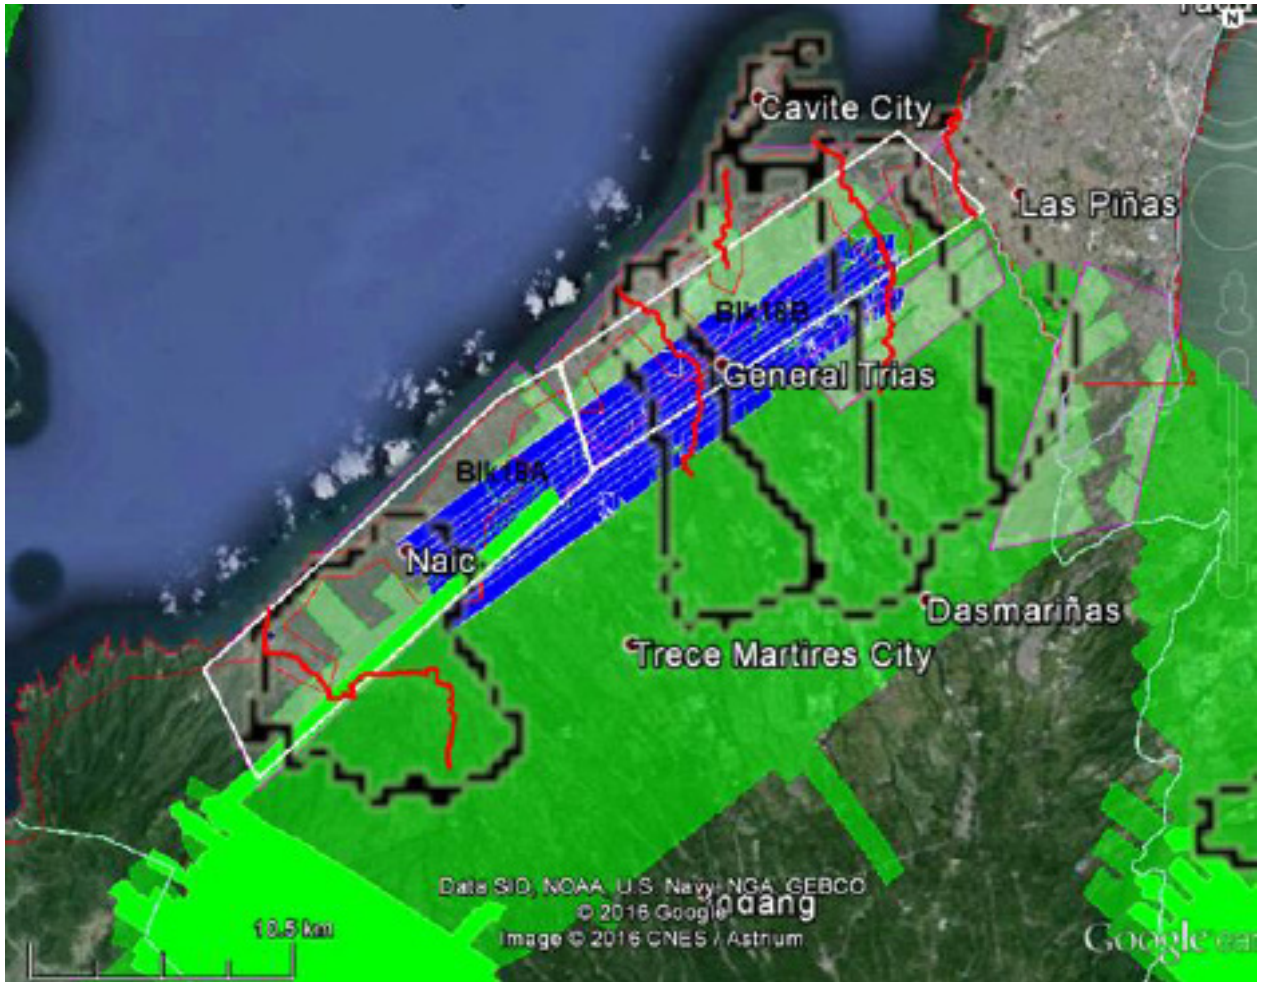 N
Cavite City
Las Piñas
Blk18B
General Trias
Blk18A
Naic
Dasmariñas
Trece Martires City
Data SIO, NOAA, U.S. Navy, NGA, GEBCO
© 2016 Google
Image © 2016 CNES / Astrium
10.5 km
Google